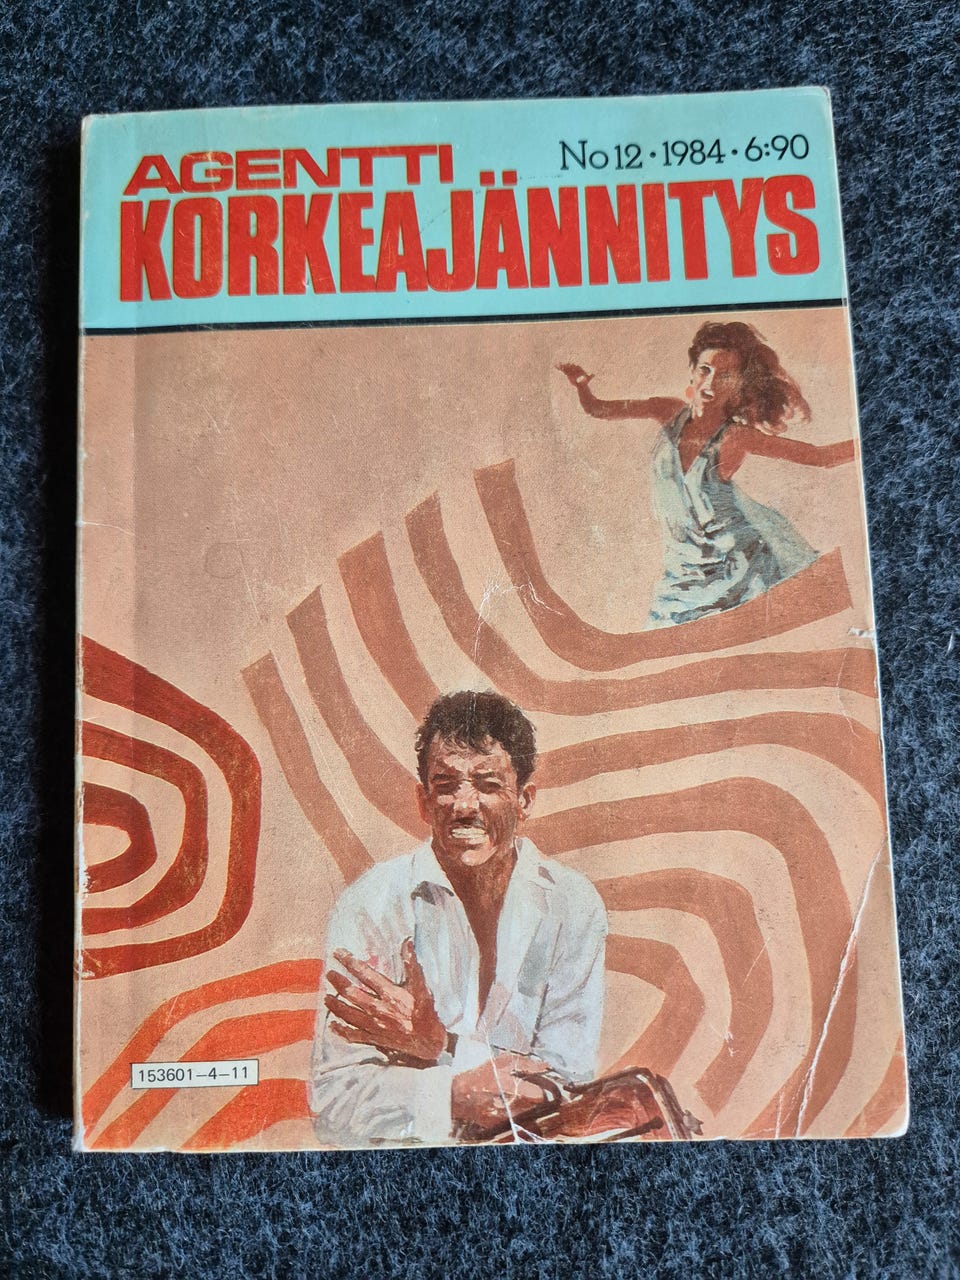 AGENTTI
No 12 • 1984 • 6:90
KORKEAJÄNNITYS
153601–4–11